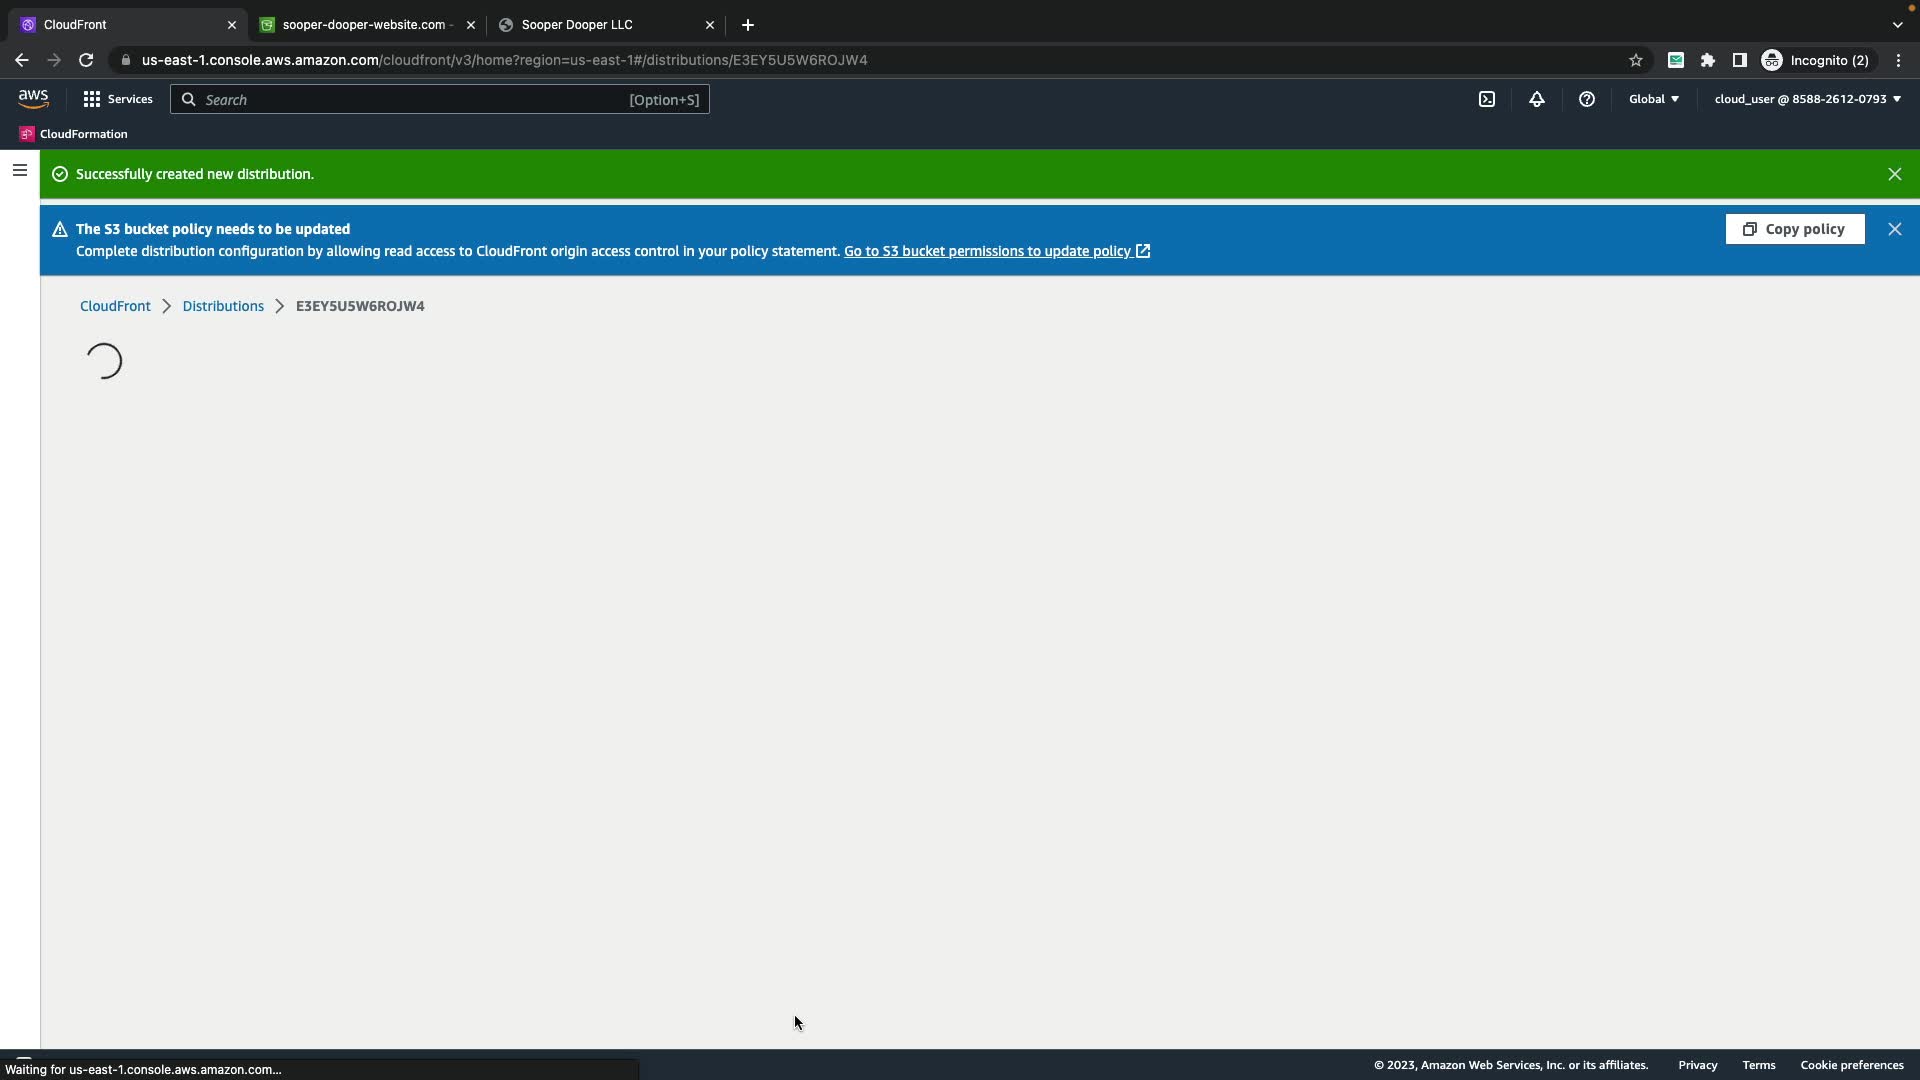 CloudFront
sooper-dooper-website.com -
Sooper Dooper LLC
us-east-1.console.aws.amazon.com/cloudfront/v3/home?region=us-east-1#/distributions/E3EY5U5W6ROJW4
Incognito (2)
aws
Services
Search
[Option+S]
Global
cloud_user @ 8588-2612-0793
CloudFormation
Successfully created new distribution.
The S3 bucket policy needs to be updated
Complete distribution configuration by allowing read access to CloudFront origin access control in your policy statement. Go to S3 bucket permissions to update policy
Copy policy
CloudFront
Distributions
E3EY5U5W6ROJW4
Waiting for us-east-1.console.aws.amazon.com...
© 2023, Amazon Web Services, Inc. or its affiliates.
Privacy
Terms
Cookie preferences